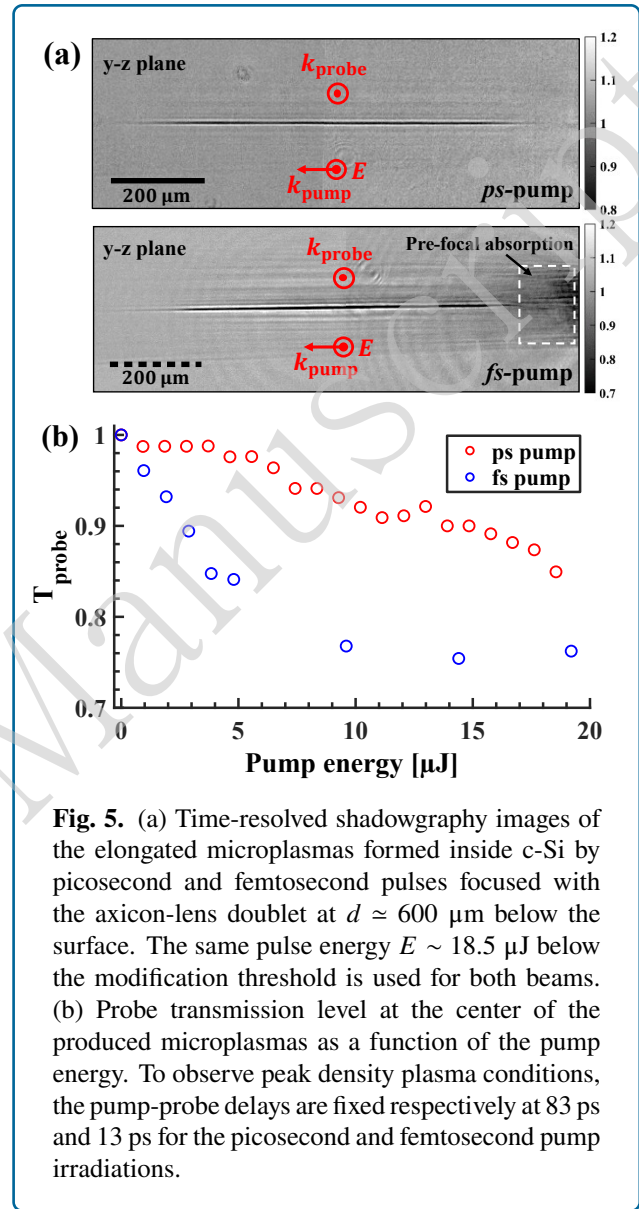 (a)
y-z plane
k_probe
E
k_pump
200 μm
ps-pump
1.2
1.1
1
0.9
0.8
y-z plane
Pre-focal absorption
k_probe
E
k_pump
200 μm
fs-pump
1.2
1.1
1
0.9
0.8
0.7
(b)
ps pump
fs pump
T_probe
1
0.9
0.8
0.7
0 5 10 15 20
Pump energy [μJ]
Fig. 5. (a) Time-resolved shadowgraphy images of
the elongated microplasmas formed inside c-Si by
picosecond and femtosecond pulses focused with
the axicon-lens doublet at d ≃ 600 μm below the
surface. The same pulse energy E ∼ 18.5 μJ below
the modification threshold is used for both beams.
(b) Probe transmission level at the center of the
produced microplasmas as a function of the pump
energy. To observe peak density plasma conditions,
the pump-probe delays are fixed respectively at 83 ps
and 13 ps for the picosecond and femtosecond pump
irradiations.
Manuscript